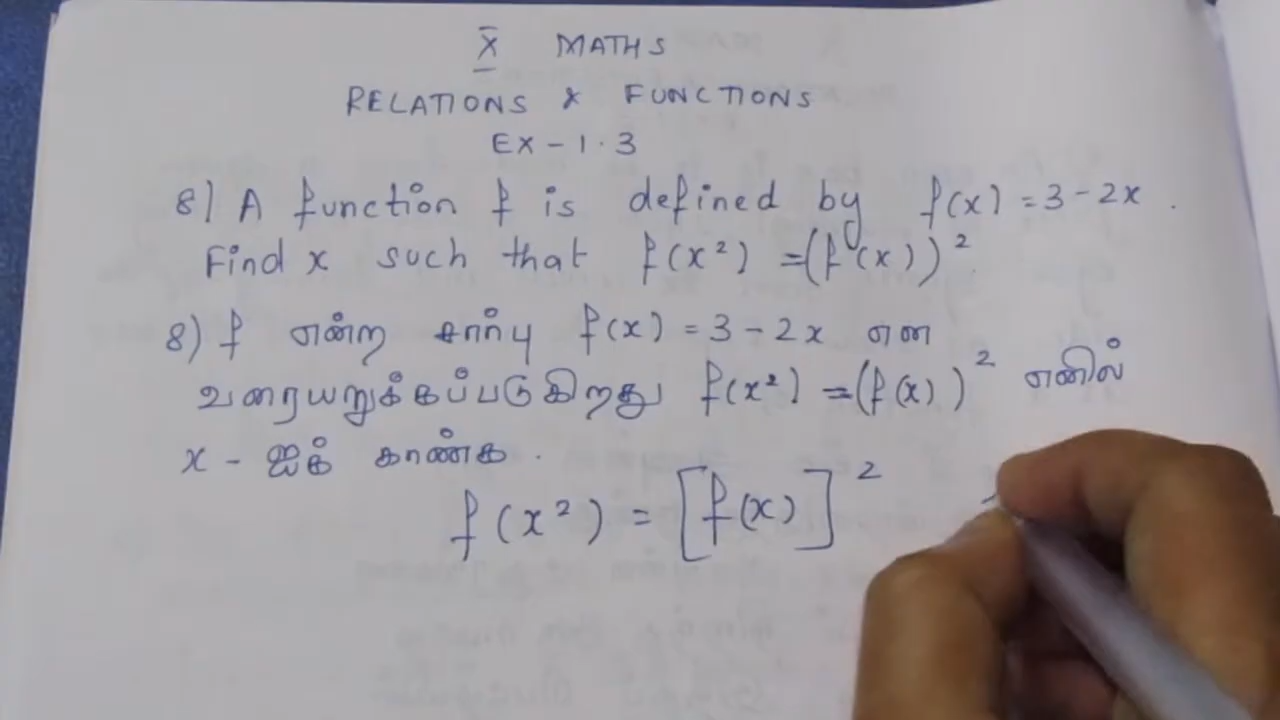 X MATHS
RELATIONS & FUNCTIONS
EX - 1.3
8) A function f is defined by f(x) = 3 - 2x .
Find x such that f(x²) = (f(x))²
8) f என்ற சார்பு f(x) = 3 - 2x என
வரையறுக்கப்படுகிறது f(x²) = (f(x))² எனில்
x - ஐக் காண்க .
f(x²) = [f(x)]²